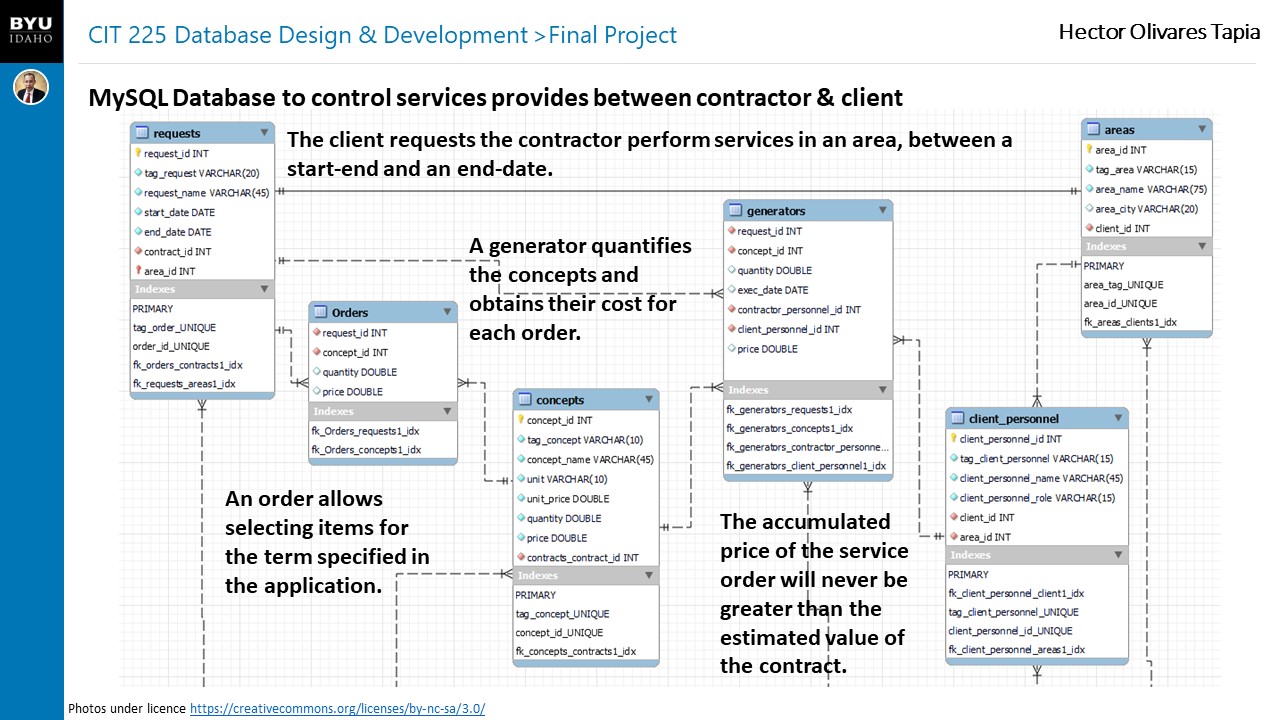 BYU
IDAHO
CIT 225 Database Design & Development >Final Project
Hector Olivares Tapia
MySQL Database to control services provides between contractor & client
The client requests the contractor perform services in an area, between a
start-end and an end-date.
requests
request_id INT
tag_request VARCHAR(20)
request_name VARCHAR(45)
start_date DATE
end_date DATE
contract_id INT
area_id INT
Indexes
PRIMARY
tag_order_UNIQUE
order_id_UNIQUE
fk_orders_contracts1_idx
fk_requests_areas1_idx
A generator quantifies
the concepts and
obtains their cost for
each order.
Orders
request_id INT
concept_id INT
quantity DOUBLE
price DOUBLE
Indexes
fk_Orders_requests1_idx
fk_Orders_concepts1_idx
An order allows
selecting items for
the term specified in
the application.
concepts
concept_id INT
tag_concept VARCHAR(10)
concept_name VARCHAR(45)
unit VARCHAR(10)
unit_price DOUBLE
quantity DOUBLE
price DOUBLE
contracts_contract_id INT
Indexes
PRIMARY
tag_concept_UNIQUE
concept_id_UNIQUE
fk_concepts_contracts1_idx
generators
request_id INT
concept_id INT
quantity DOUBLE
exec_date DATE
contractor_personnel_id INT
client_personnel_id INT
price DOUBLE
Indexes
fk_generators_requests1_idx
fk_generators_concepts1_idx
fk_generators_contractor_personne...
fk_generators_client_personnel1_idx
The accumulated
price of the service
order will never be
greater than the
estimated value of
the contract.
areas
area_id INT
tag_area VARCHAR(15)
area_name VARCHAR(75)
area_city VARCHAR(20)
client_id INT
Indexes
PRIMARY
area_tag_UNIQUE
area_id_UNIQUE
fk_areas_clients1_idx
client_personnel
client_personnel_id INT
tag_client_personnel VARCHAR(15)
client_personnel_name VARCHAR(45)
client_personnel_role VARCHAR(15)
client_id INT
area_id INT
Indexes
PRIMARY
fk_client_personnel_client1_idx
tag_client_personnel_UNIQUE
client_personnel_id_UNIQUE
fk_client_personnel_areas1_idx
Photos under licence https://creativecommons.org/licenses/by-nc-sa/3.0/